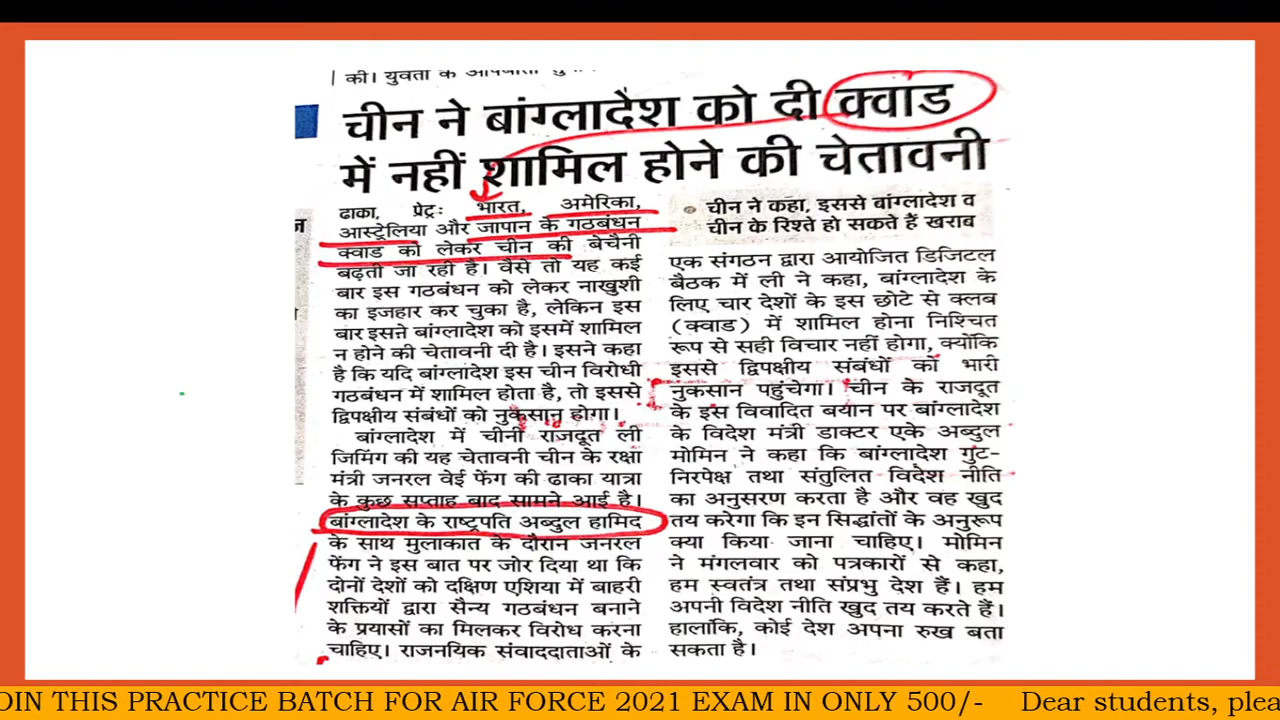 की। युवती के
चीन ने बांग्लादेश को दी क्वाड
में नहीं शामिल होने की चेतावनी
ढाका, प्रेट्रः भारत, अमेरिका,
आस्ट्रेलिया और जापान के गठबंधन
क्वाड को लेकर चीन की बेचैनी
बढ़ती जा रही है। वैसे तो यह कई
बार इस गठबंधन को लेकर नाखुशी
का इजहार कर चुका है, लेकिन इस
बार इसने बांग्लादेश को इसमें शामिल
न होने की चेतावनी दी है। इसने कहा
है कि यदि बांग्लादेश इस चीन विरोधी
गठबंधन में शामिल होता है, तो इससे
द्विपक्षीय संबंधों को नुकसान होगा।
बांग्लादेश में चीनी राजदूत ली
जिमिंग की यह चेतावनी चीन के रक्षा
मंत्री जनरल वेई फेंग की ढाका यात्रा
के कुछ सप्ताह बाद सामने आई है।
बांग्लादेश के राष्ट्रपति अब्दुल हामिद
के साथ मुलाकात के दौरान जनरल
फेंग ने इस बात पर जोर दिया था कि
दोनों देशों को दक्षिण एशिया में बाहरी
शक्तियों द्वारा सैन्य गठबंधन बनाने
के प्रयासों का मिलकर विरोध करना
चाहिए। राजनयिक संवाददाताओं के
चीन ने कहा, इससे बांग्लादेश व
चीन के रिश्ते हो सकते हैं खराब
एक संगठन द्वारा आयोजित डिजिटल
बैठक में ली ने कहा, बांग्लादेश के
लिए चार देशों के इस छोटे से क्लब
(क्वाड) में शामिल होना निश्चित
रूप से सही विचार नहीं होगा, क्योंकि
इससे द्विपक्षीय संबंधों को भारी
नुकसान पहुंचेगा। चीन के राजदूत
के इस विवादित बयान पर बांग्लादेश
के विदेश मंत्री डाक्टर एके अब्दुल
मोमिन ने कहा कि बांग्लादेश गुट-
निरपेक्ष तथा संतुलित विदेश नीति
का अनुसरण करता है और वह खुद
तय करेगा कि इन सिद्धांतों के अनुरूप
क्या किया जाना चाहिए। मोमिन
ने मंगलवार को पत्रकारों से कहा,
हम स्वतंत्र तथा संप्रभु देश हैं। हम
अपनी विदेश नीति खुद तय करते हैं।
हालांकि, कोई देश अपना रुख बता
सकता है।
OIN THIS PRACTICE BATCH FOR AIR FORCE 2021 EXAM IN ONLY 500/- Dear students, plea